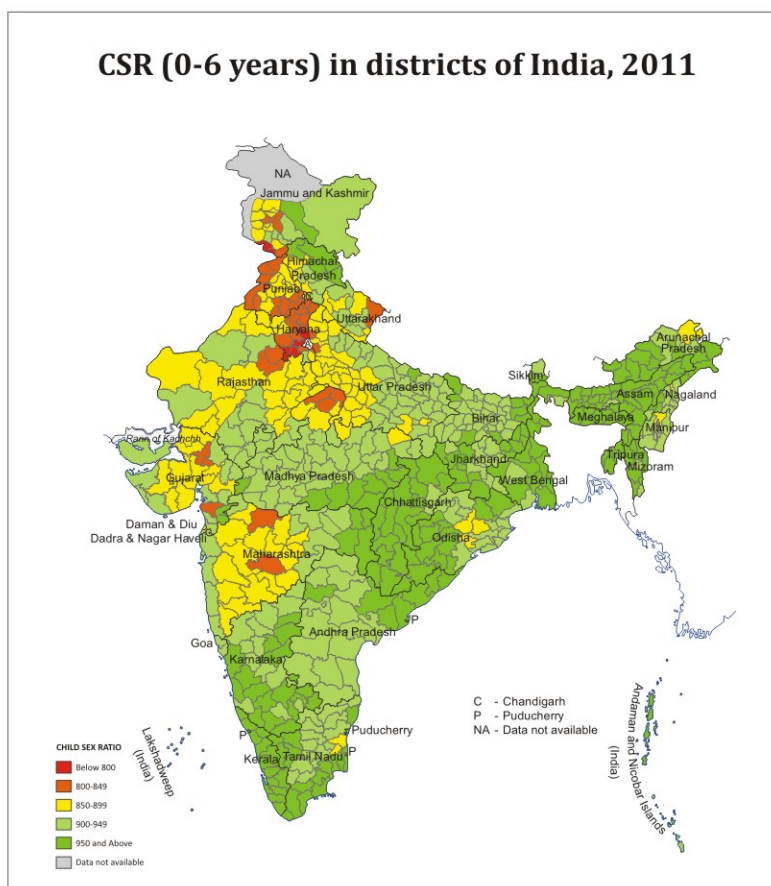 CSR (0-6 years) in districts of India, 2011
NA
Jammu and Kashmir
Himachal
Pradesh
Punjab
C
Uttarakhand
Haryana
Arunachal
Pradesh
Rajasthan
Uttar Pradesh
Sikkim
Assam
Nagaland
Bihar
Meghalaya
Manipur
Rann of Kachchh
Jharkhand
Tripura
Mizoram
Gujarat
Madhya Pradesh
West Bengal
Chhattisgarh
Daman & Diu
Dadra & Nagar Haveli
Odisha
Maharashtra
P
Andhra Pradesh
Goa
Karnataka
C - Chandigarh
P - Puducherry
NA - Data not available
Puducherry
P
P
Kerala
Tamil Nadu
Lakshadweep
(India)
Andaman and Nicobar Islands
(India)
CHILD SEX RATIO
Below 800
800-849
850-899
900-949
950 and Above
Data not available